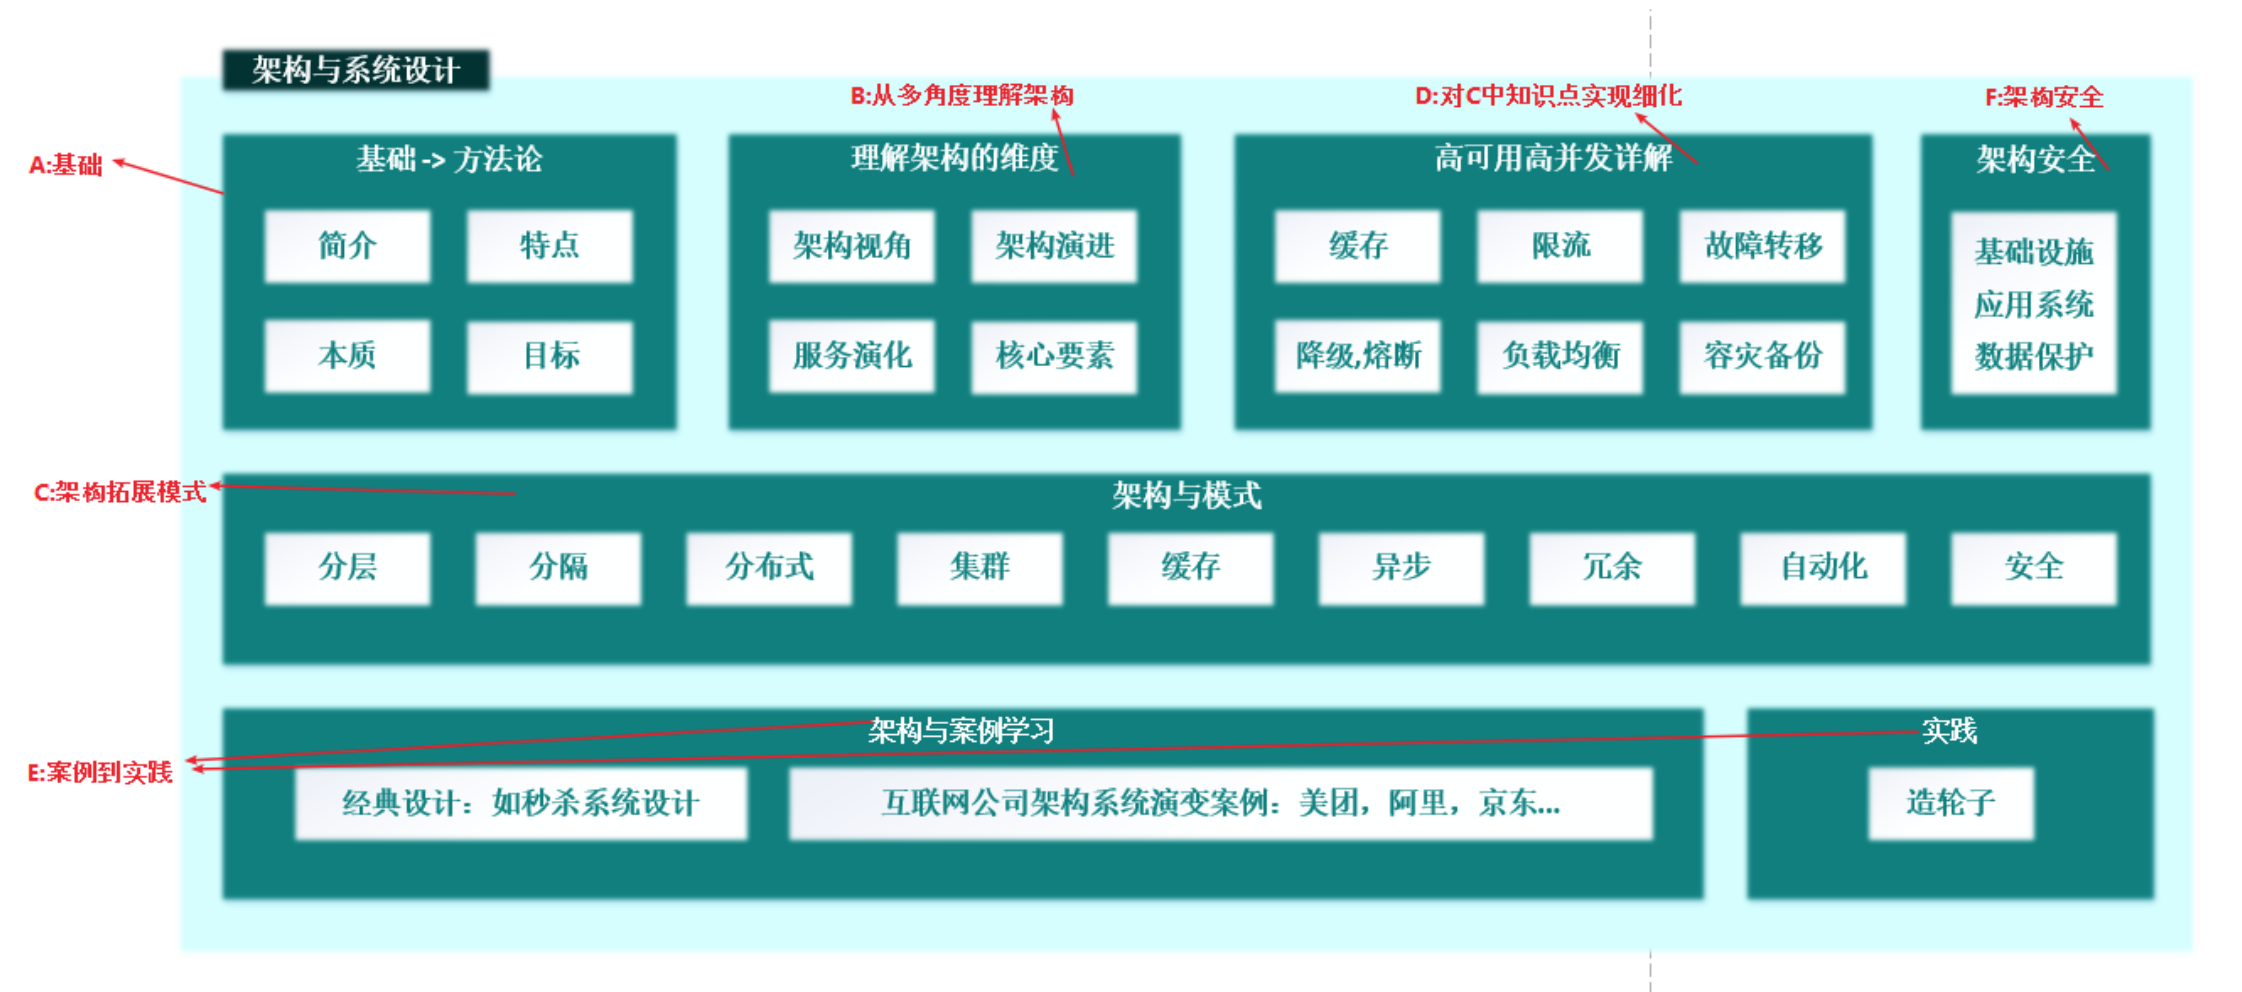 架构与系统设计
B:从多角度理解架构
D:对C中知识点实现细化
F:架构安全
A:基础
基础 -> 方法论
简介
特点
本质
目标
理解架构的维度
架构视角
架构演进
服务演化
核心要素
高可用高并发详解
缓存
限流
故障转移
降级,熔断
负载均衡
容灾备份
架构安全
基础设施
应用系统
数据保护
C:架构拓展模式
架构与模式
分层
分隔
分布式
集群
缓存
异步
冗余
自动化
安全
E:案例到实践
架构与案例学习
经典设计：如秒杀系统设计
互联网公司架构系统演变案例：美团，阿里，京东...
实践
造轮子